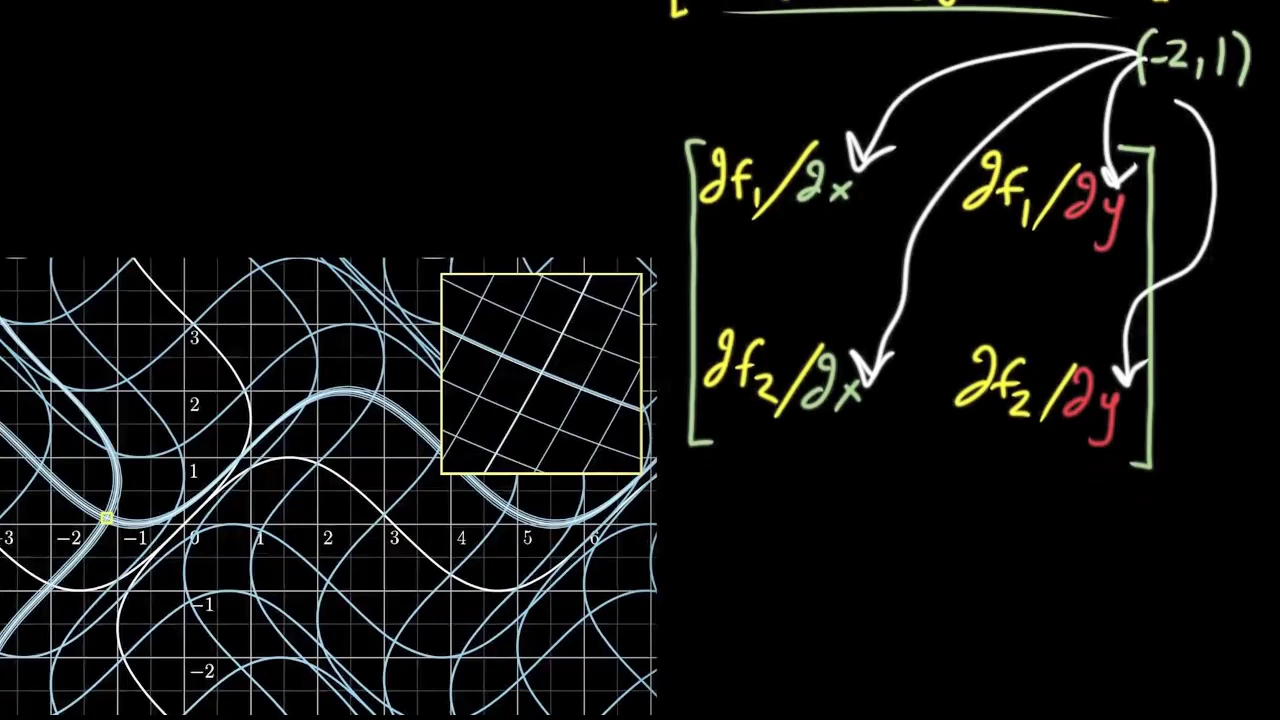 (-2, 1)
∂f₁/∂x ∂f₁/∂y
∂f₂/∂x ∂f₂/∂y
3
2
1
-3 -2 -1 0 1 2 3 4 5 6
-1
-2